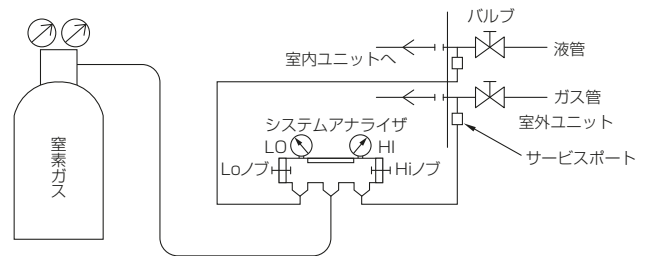 バルブ
液管
室内ユニットへ
ガス管
室外ユニット
システムアナライザ
LO
HI
サービスポート
Loノブ
Hiノブ
窒素ガス